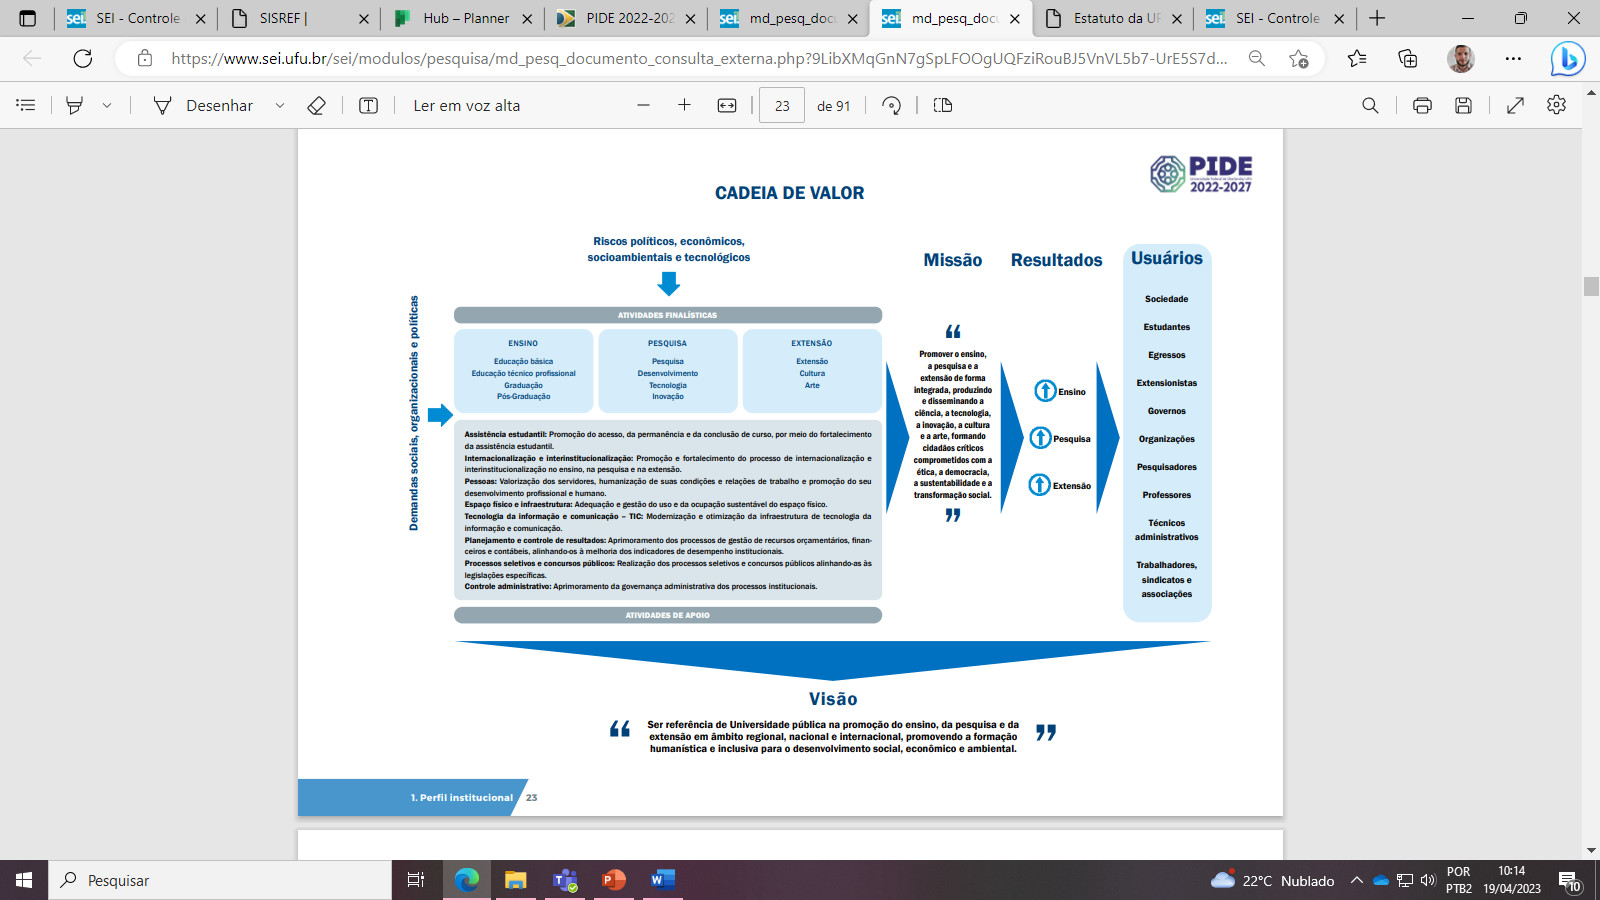 SEI - Controle
SISREF |
Hub – Planner
PIDE 2022-202
md_pesq_docu
md_pesq_docu
Estatuto da UF
SEI - Controle
https://www.sei.ufu.br/sei/modulos/pesquisa/md_pesq_documento_consulta_externa.php?9LibXMqGnN7gSpLFOOgUQFziRouBJ5VnVL5b7-UrE5S7d...
Desenhar
Ler em voz alta
23
de 91
PIDE
2022-2027
CADEIA DE VALOR
Riscos políticos, econômicos,
socioambientais e tecnológicos
Demandas sociais, organizacionais e políticas
ATIVIDADES FINALÍSTICAS
ENSINO
Educação básica
Educação técnico profissional
Graduação
Pós-Graduação
PESQUISA
Pesquisa
Desenvolvimento
Tecnologia
Inovação
EXTENSÃO
Extensão
Cultura
Arte
Assistência estudantil: Promoção do acesso, da permanência e da conclusão de curso, por meio do fortalecimento
da assistência estudantil.
Internacionalização e interinstitucionalização: Promoção e fortalecimento do processo de internacionalização e
interinstitucionalização no ensino, na pesquisa e na extensão.
Pessoas: Valorização dos servidores, humanização de suas condições e relações de trabalho e promoção do seu
desenvolvimento profissional e humano.
Espaço físico e infraestrutura: Adequação e gestão do uso e da ocupação sustentável do espaço físico.
Tecnologia da informação e comunicação – TIC: Modernização e otimização da infraestrutura de tecnologia da
informação e comunicação.
Planejamento e controle de resultados: Aprimoramento dos processos de gestão de recursos orçamentários, finan-
ceiros e contábeis, alinhando-os à melhoria dos indicadores de desempenho institucionais.
Processos seletivos e concursos públicos: Realização dos processos seletivos e concursos públicos alinhando-as às
legislações específicas.
Controle administrativo: Aprimoramento da governança administrativa dos processos institucionais.
ATIVIDADES DE APOIO
Missão
“
Promover o ensino,
a pesquisa e a
extensão de forma
integrada, produzindo
e disseminando a
ciência, a tecnologia,
a inovação, a cultura
e a arte, formando
cidadãos críticos
comprometidos com a
ética, a democracia,
a sustentabilidade e a
transformação social.
”
Resultados
Ensino
Pesquisa
Extensão
Usuários
Sociedade
Estudantes
Egressos
Extensionistas
Governos
Organizações
Pesquisadores
Professores
Técnicos
administrativos
Trabalhadores,
sindicatos e
associações
Visão
“ Ser referência de Universidade pública na promoção do ensino, da pesquisa e da
extensão em âmbito regional, nacional e internacional, promovendo a formação
humanística e inclusiva para o desenvolvimento social, econômico e ambiental. ”
1. Perfil institucional 23
Pesquisar
22°C Nublado
POR
PTB2
10:14
19/04/2023
10